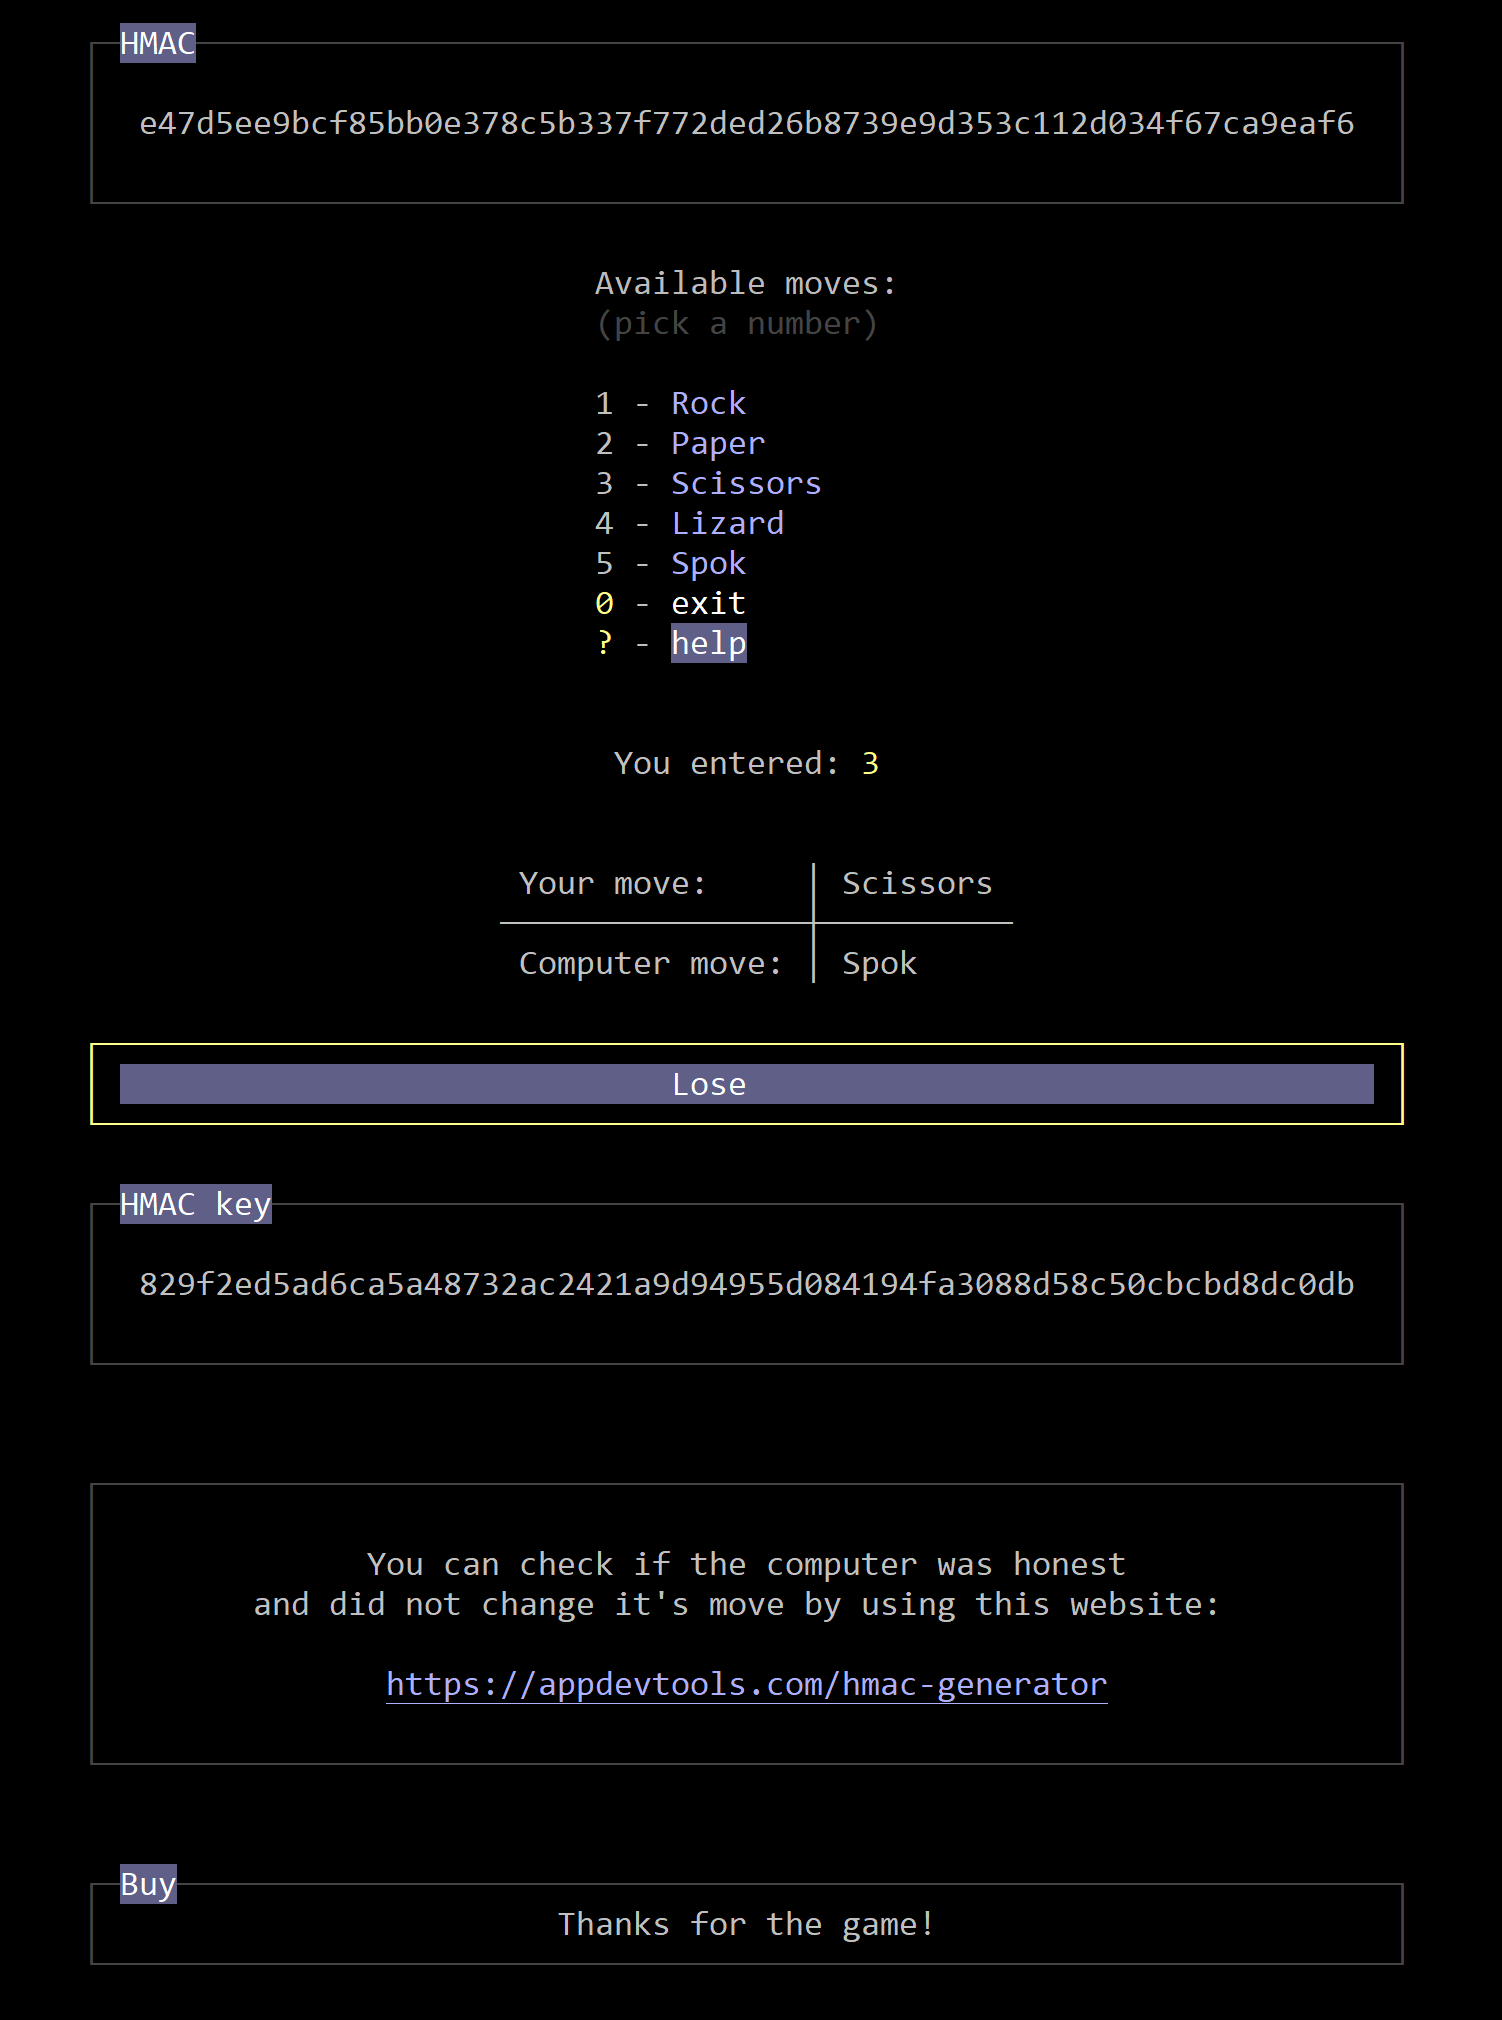 HMAC
e47d5ee9bcf85bb0e378c5b337f772ded26b8739e9d353c112d034f67ca9eaf6
Available moves:
(pick a number)
1 - Rock
2 - Paper
3 - Scissors
4 - Lizard
5 - Spok
0 - exit
? - help
You entered: 3
Your move: Scissors
Computer move: Spok
Lose
HMAC key
829f2ed5ad6ca5a48732ac2421a9d94955d084194fa3088d58c50cbcbd8dc0db
You can check if the computer was honest
and did not change it's move by using this website:
https://appdevtools.com/hmac-generator
Buy
Thanks for the game!